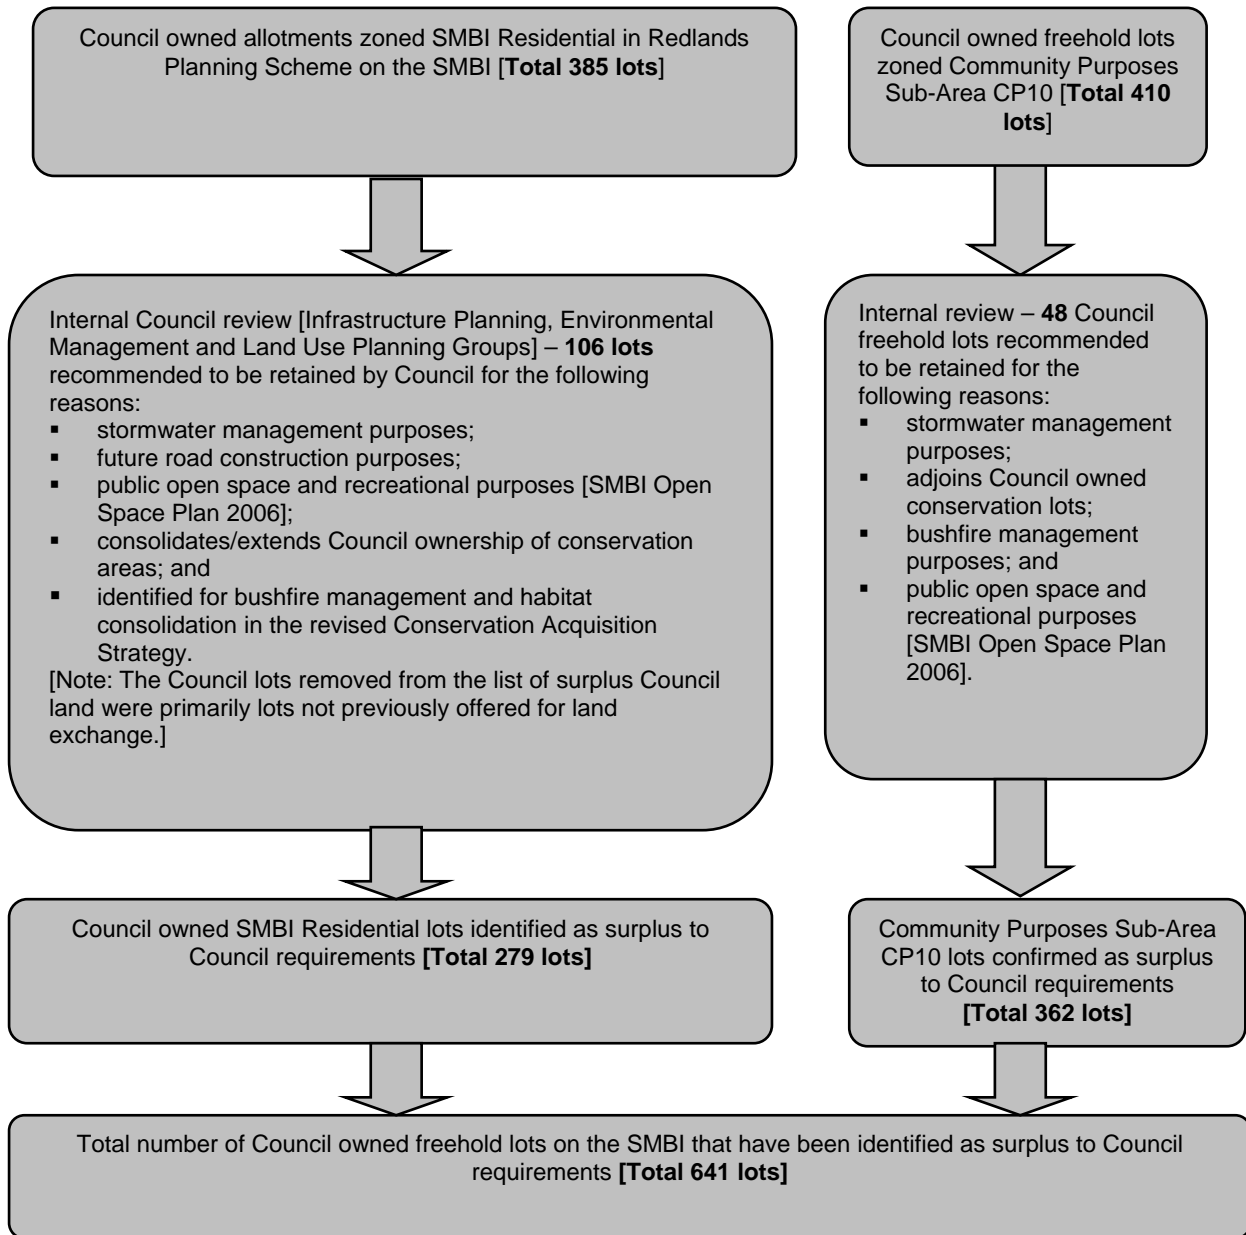 Council owned allotments zoned SMBI Residential in Redlands
Planning Scheme on the SMBI [Total 385 lots]
Council owned freehold lots
zoned Community Purposes
Sub-Area CP10 [Total 410
lots]
Internal Council review [Infrastructure Planning, Environmental
Management and Land Use Planning Groups] – 106 lots
recommended to be retained by Council for the following
reasons:
▪ stormwater management purposes;
▪ future road construction purposes;
▪ public open space and recreational purposes [SMBI Open
Space Plan 2006];
▪ consolidates/extends Council ownership of conservation
areas; and
▪ identified for bushfire management and habitat
consolidation in the revised Conservation Acquisition
Strategy.
[Note: The Council lots removed from the list of surplus Council
land were primarily lots not previously offered for land
exchange.]
Internal review – 48 Council
freehold lots recommended
to be retained for the
following reasons:
▪ stormwater management
purposes;
▪ adjoins Council owned
conservation lots;
▪ bushfire management
purposes; and
▪ public open space and
recreational purposes
[SMBI Open Space Plan
2006].
Council owned SMBI Residential lots identified as surplus to
Council requirements [Total 279 lots]
Community Purposes Sub-Area
CP10 lots confirmed as surplus
to Council requirements
[Total 362 lots]
Total number of Council owned freehold lots on the SMBI that have been identified as surplus to Council
requirements [Total 641 lots]